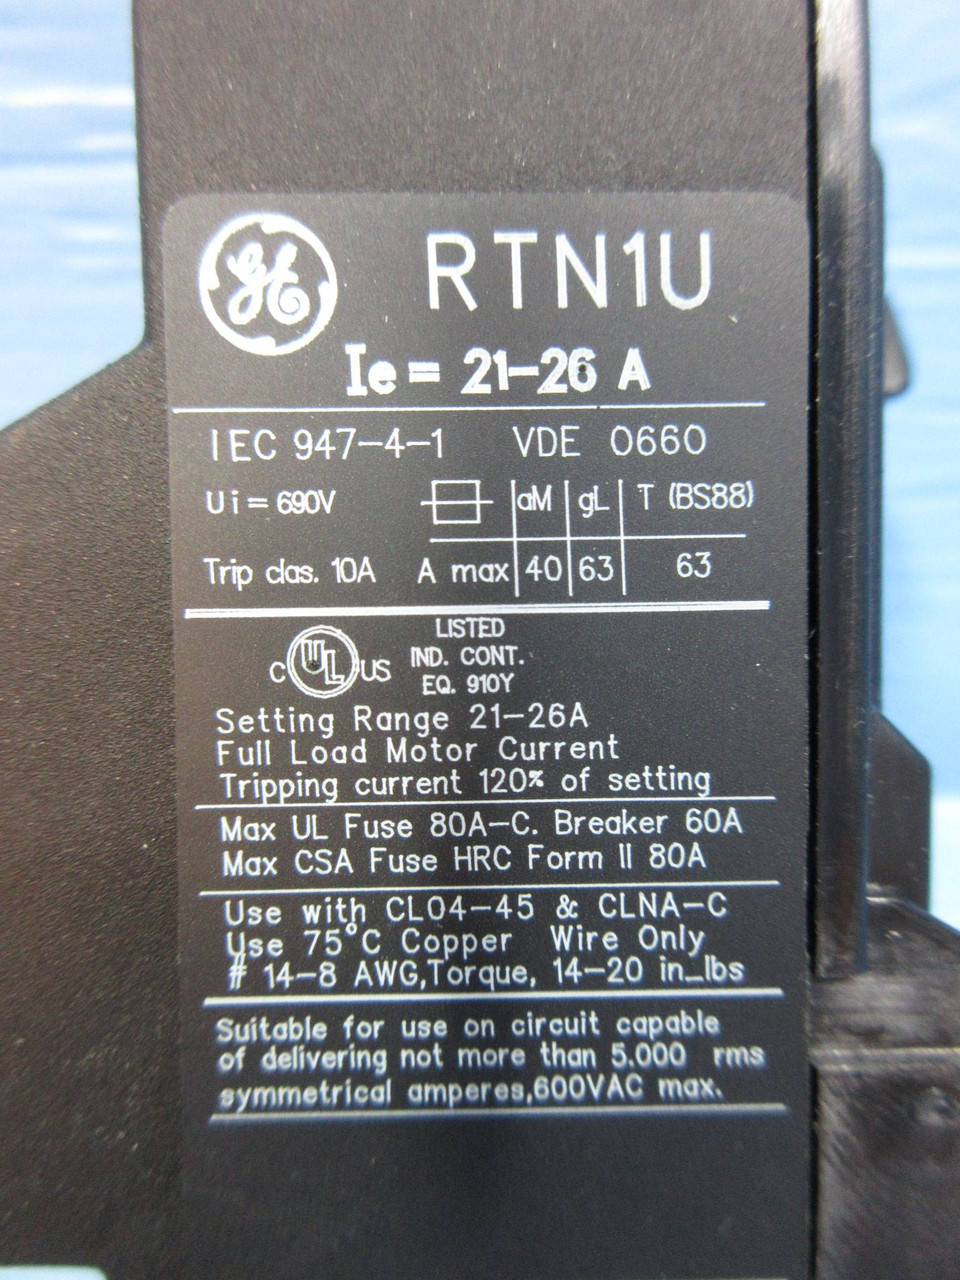 GE RTN1U
Ie = 21-26 A
IEC 947-4-1 VDE 0660
Ui = 690V aM gL T (BS88)
Trip clas. 10A A max 40 63 63
C UL US LISTED
IND. CONT.
EQ. 910Y
Setting Range 21-26A
Full Load Motor Current
Tripping current 120% of setting
Max UL Fuse 80A-C. Breaker 60A
Max CSA Fuse HRC Form II 80A
Use with CL04-45 & CLNA-C
Use 75°C Copper Wire Only
# 14-8 AWG,Torque, 14-20 in_lbs
Suitable for use on circuit capable
of delivering not more than 5.000 rms
symmetrical amperes,600VAC max.